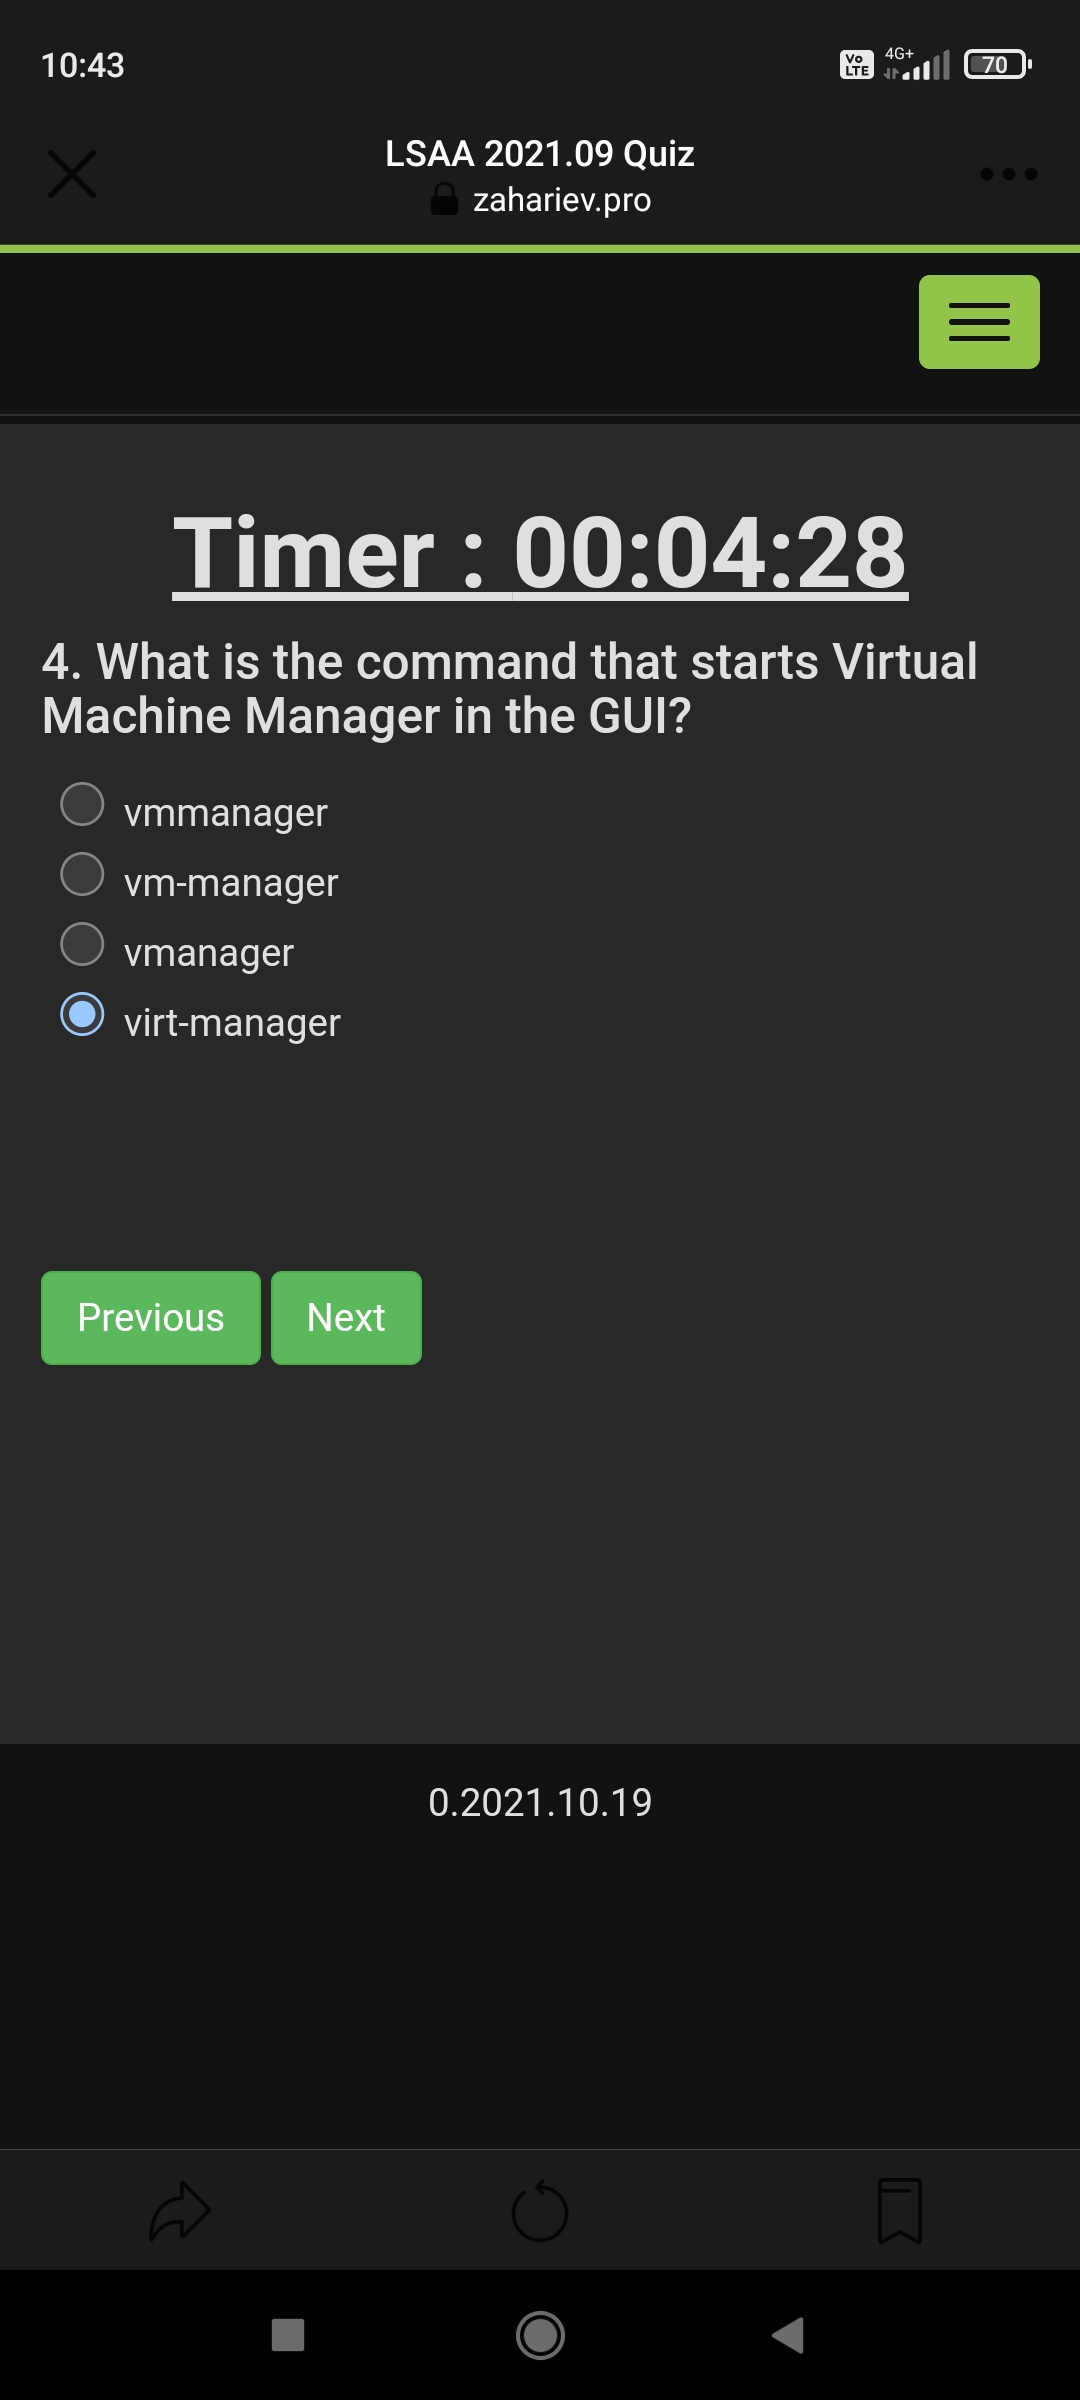 10:43
Vo LTE 4G+ 70
LSAA 2021.09 Quiz
zahariev.pro
Timer : 00:04:28
4. What is the command that starts Virtual
Machine Manager in the GUI?
vmmanager
vm-manager
vmanager
virt-manager
Previous Next
0.2021.10.19